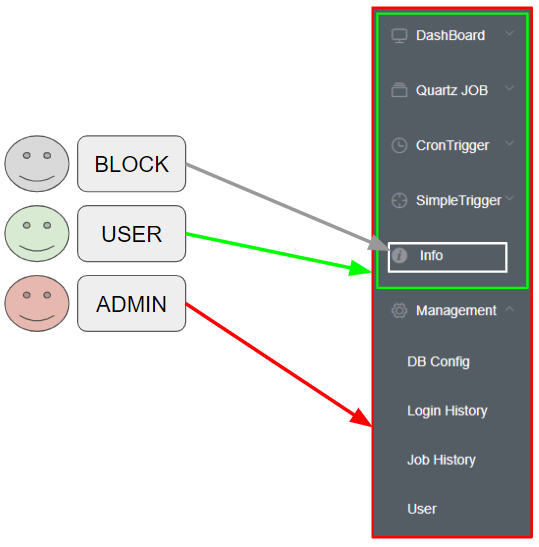 BLOCK
USER
ADMIN
DashBoard
Quartz JOB
CronTrigger
SimpleTrigger
Info
Management
DB Config
Login History
Job History
User